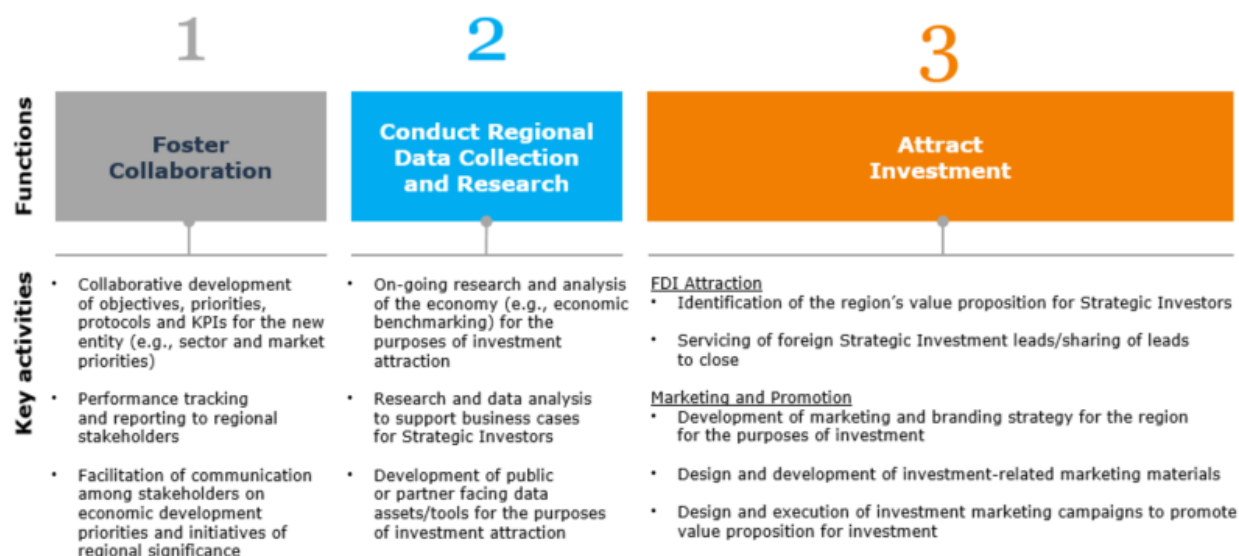 1
2
3
Functions
Foster
Collaboration
Conduct Regional
Data Collection
and Research
Attract
Investment
Key activities
• Collaborative development
of objectives, priorities,
protocols and KPIs for the new
entity (e.g., sector and market
priorities)
• Performance tracking
and reporting to regional
stakeholders
• Facilitation of communication
among stakeholders on
economic development
priorities and initiatives of
regional significance
• On-going research and analysis
of the economy (e.g., economic
benchmarking) for the
purposes of investment
attraction
• Research and data analysis
to support business cases
for Strategic Investors
• Development of public
or partner facing data
assets/tools for the purposes
of investment attraction
FDI Attraction
• Identification of the region's value proposition for Strategic Investors
• Servicing of foreign Strategic Investment leads/sharing of leads
to close
Marketing and Promotion
• Development of marketing and branding strategy for the region
for the purposes of investment
• Design and development of investment-related marketing materials
• Design and execution of investment marketing campaigns to promote
value proposition for investment